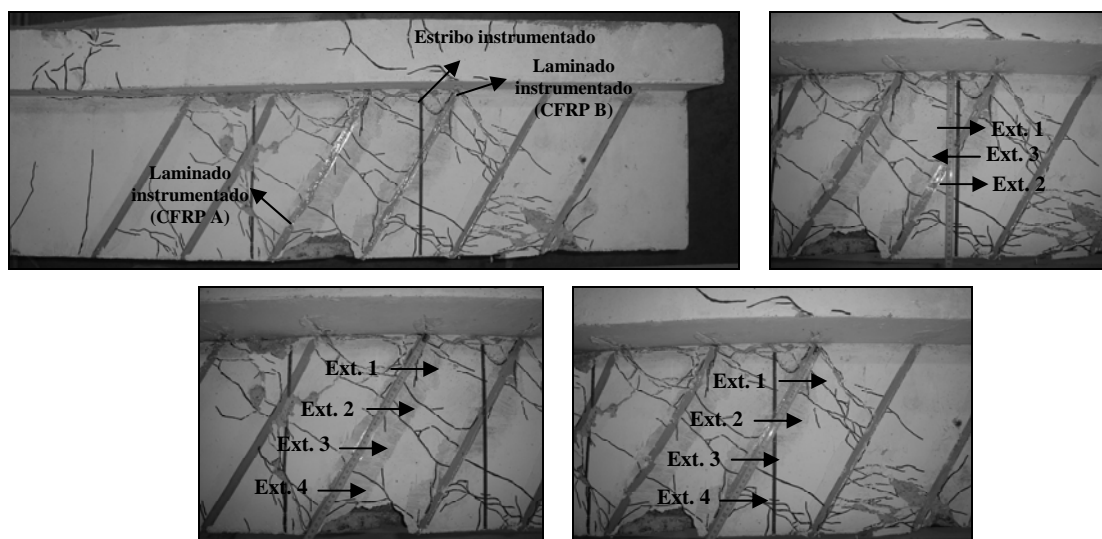 Estribo instrumentado
Laminado
instrumentado
(CFRP B)
Laminado
instrumentado
(CFRP A)
Ext. 1
Ext. 3
Ext. 2
Ext. 1
Ext. 2
Ext. 3
Ext. 4
Ext. 1
Ext. 2
Ext. 3
Ext. 4